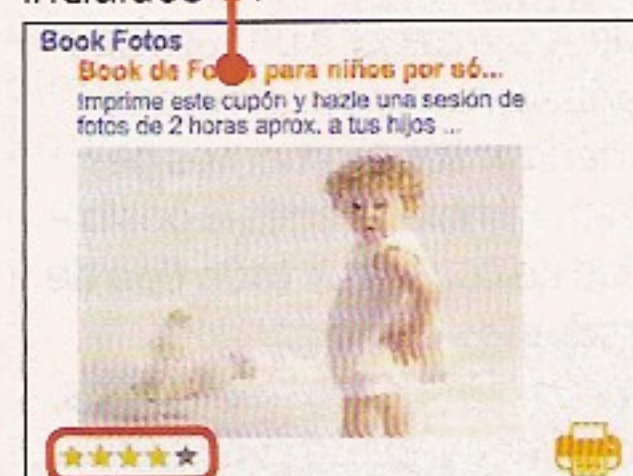 Book Fotos
Book de para niños por só...
Imprime este cupón y hazle una sesión de
fotos de 2 horas aprox. a tus hijos ...